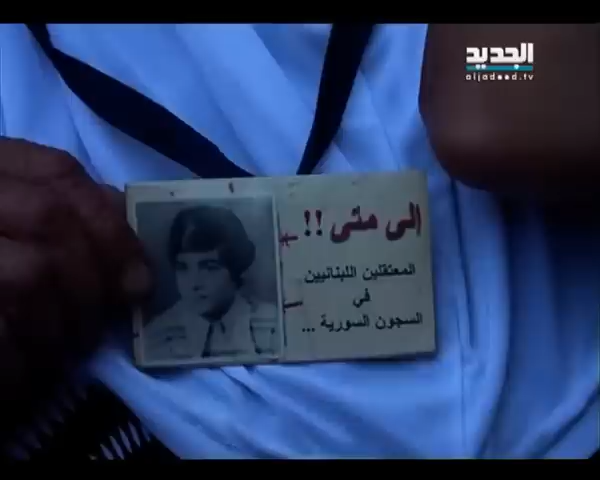 الجديد
aljadeed.tv
الى متى !!
المعتقلين اللبنانيين
في
السجون السورية ...